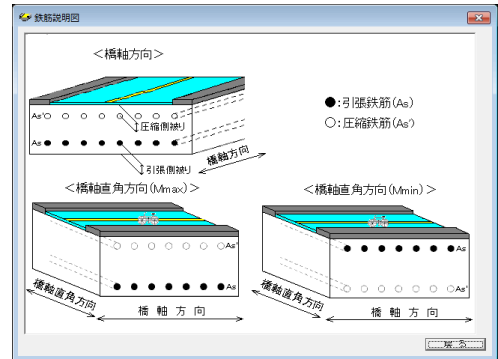 鉄筋説明図
＜橋軸方向＞
As'
圧縮側被り
As
引張側被り
橋軸方向
●:引張鉄筋(As)
○:圧縮鉄筋(As')
＜橋軸直角方向(Mmax)＞
As'
As
橋軸直角方向
橋 軸 方 向
＜橋軸直角方向(Mmin)＞
As
As'
橋軸直角方向
橋 軸 方 向
戻る